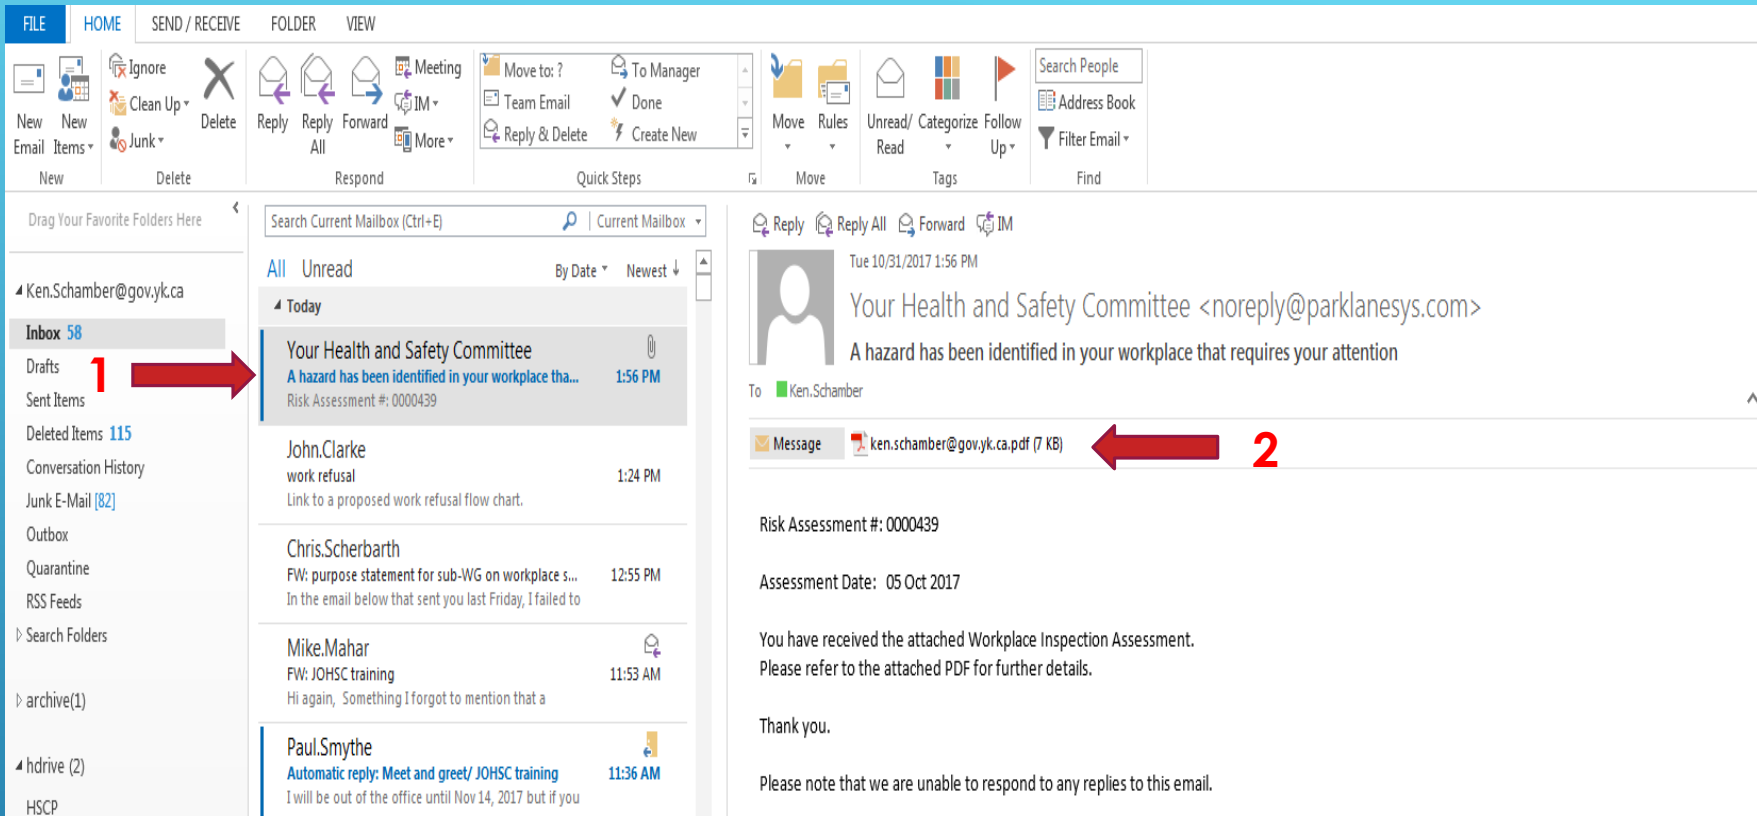 FILE HOME SEND / RECEIVE FOLDER VIEW
New Email
New Items
New
Ignore
Clean Up
Junk
Delete
Delete
Reply
Reply All
Forward
Meeting
IM
More
Respond
Move to: ?
Team Email
Reply & Delete
To Manager
Done
Create New
Quick Steps
Move
Rules
Move
Unread/ Read
Categorize
Follow Up
Tags
Search People
Address Book
Filter Email
Find
Drag Your Favorite Folders Here
Ken.Schamber@gov.yk.ca
Inbox 58
Drafts
Sent Items
Deleted Items 115
Conversation History
Junk E-Mail [82]
Outbox
Quarantine
RSS Feeds
Search Folders
archive(1)
hdrive (2)
HSCP
1
Search Current Mailbox (Ctrl+E) Current Mailbox
All Unread By Date Newest
Today
Your Health and Safety Committee
A hazard has been identified in your workplace tha... 1:56 PM
Risk Assessment #: 0000439
John.Clarke
work refusal 1:24 PM
Link to a proposed work refusal flow chart.
Chris.Scherbarth
FW: purpose statement for sub-WG on workplace s... 12:55 PM
In the email below that sent you last Friday, I failed to
Mike.Mahar
FW: JOHSC training 11:53 AM
Hi again, Something I forgot to mention that a
Paul.Smythe
Automatic reply: Meet and greet/ JOHSC training 11:36 AM
I will be out of the office until Nov 14, 2017 but if you
Reply Reply All Forward IM
Tue 10/31/2017 1:56 PM
Your Health and Safety Committee <noreply@parklanesys.com>
A hazard has been identified in your workplace that requires your attention
To Ken.Schamber
Message ken.schamber@gov.yk.ca.pdf (7 KB)
2
Risk Assessment #: 0000439
Assessment Date: 05 Oct 2017
You have received the attached Workplace Inspection Assessment.
Please refer to the attached PDF for further details.
Thank you.
Please note that we are unable to respond to any replies to this email.